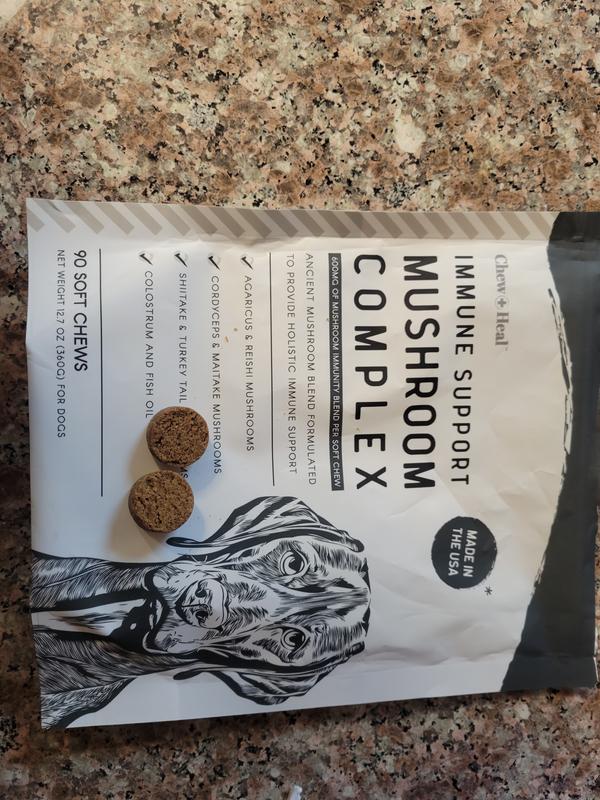 Chew + Heal™
IMMUNE SUPPORT
MUSHROOM
COMPLEX
600MG OF MUSHROOM IMMUNITY BLEND PER SOFT CHEW
ANCIENT MUSHROOM BLEND FORMULATED
TO PROVIDE HOLISTIC IMMUNE SUPPORT
AGARICUS & REISHI MUSHROOMS
CORDYCEPS & MAITAKE MUSHROOMS
SHIITAKE & TURKEY TAIL
COLOSTRUM AND FISH OIL
90 SOFT CHEWS
NET WEIGHT 12.7 OZ (360G) FOR DOGS
MADE IN
THE USA
*